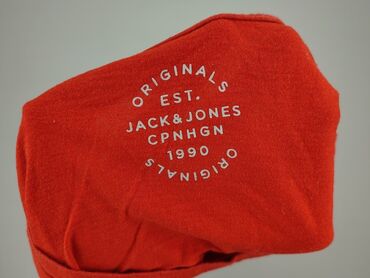 ORIGINALS
EST.
JACK&JONES
CPNHGN
1990
ORIGINALS